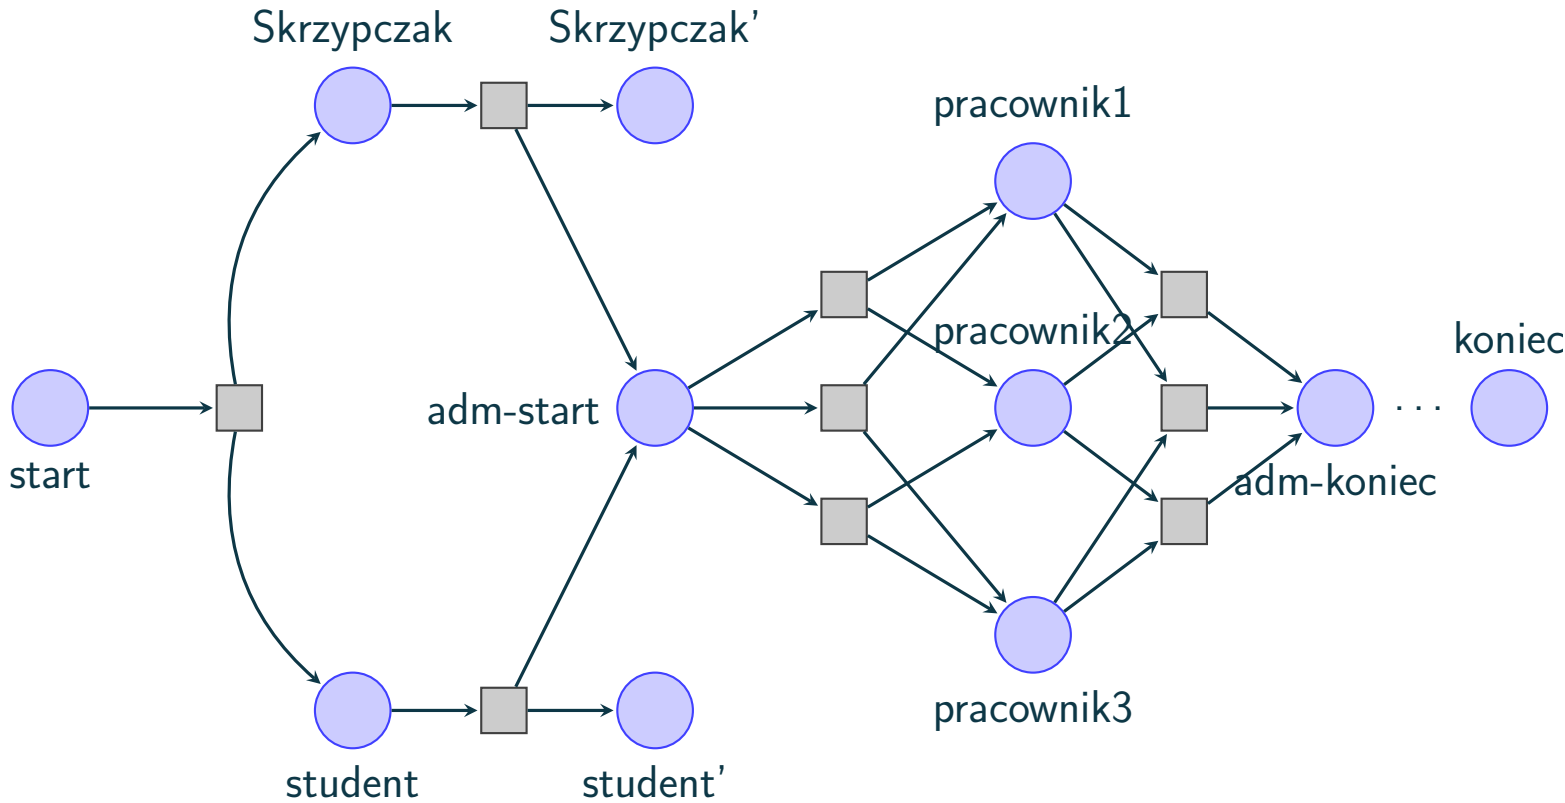 Skrzypczak
Skrzypczak'
pracownik1
pracownik2
koniec
adm-start
start
adm-koniec
...
pracownik3
student
student'